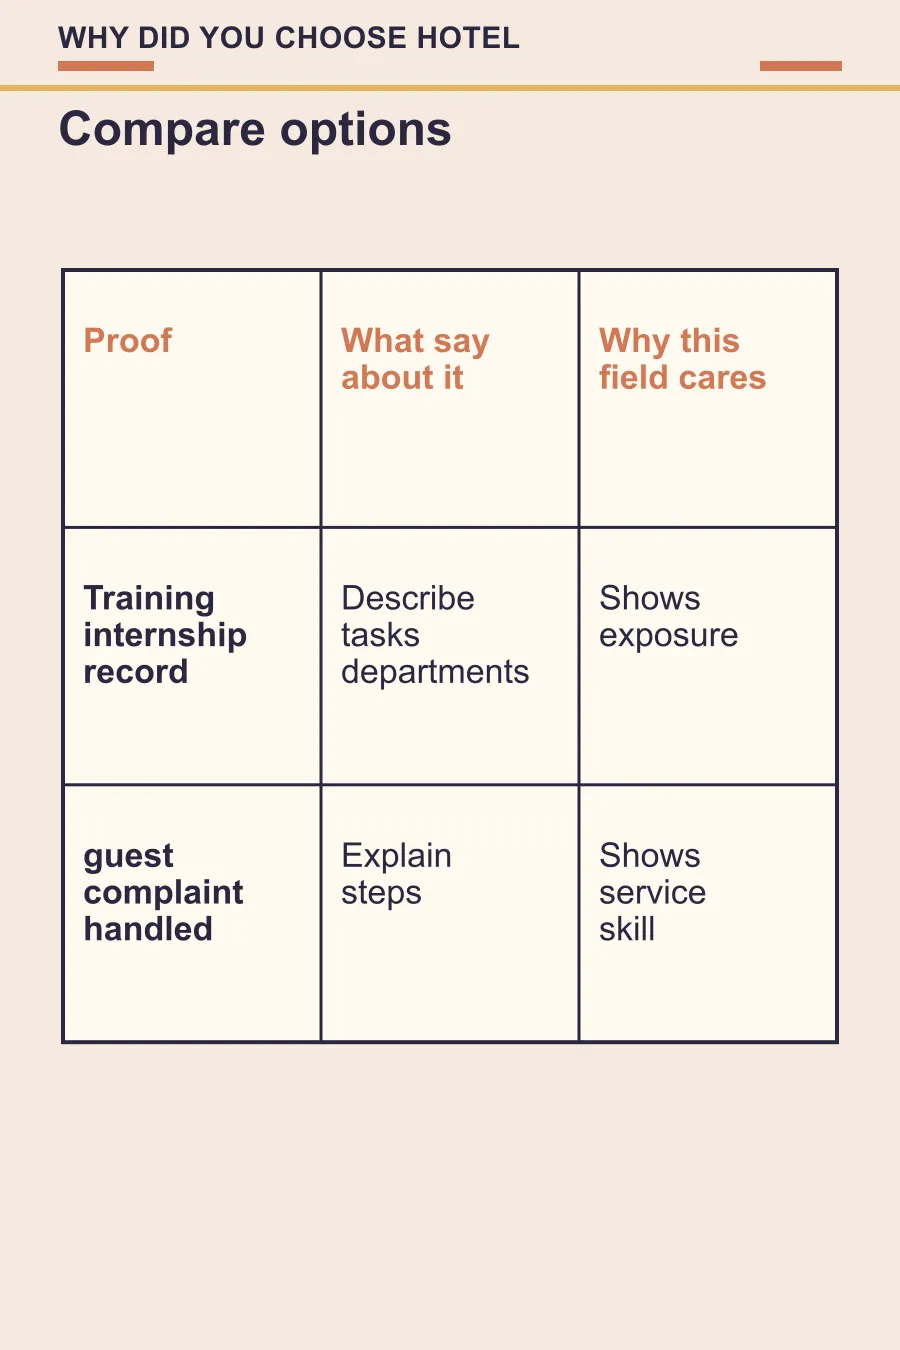 WHY DID YOU CHOOSE HOTEL
Compare options
Proof
What say
about it
Why this
field cares
Training
internship
record
Describe
tasks
departments
Shows
exposure
guest
complaint
handled
Explain
steps
Shows
service
skill